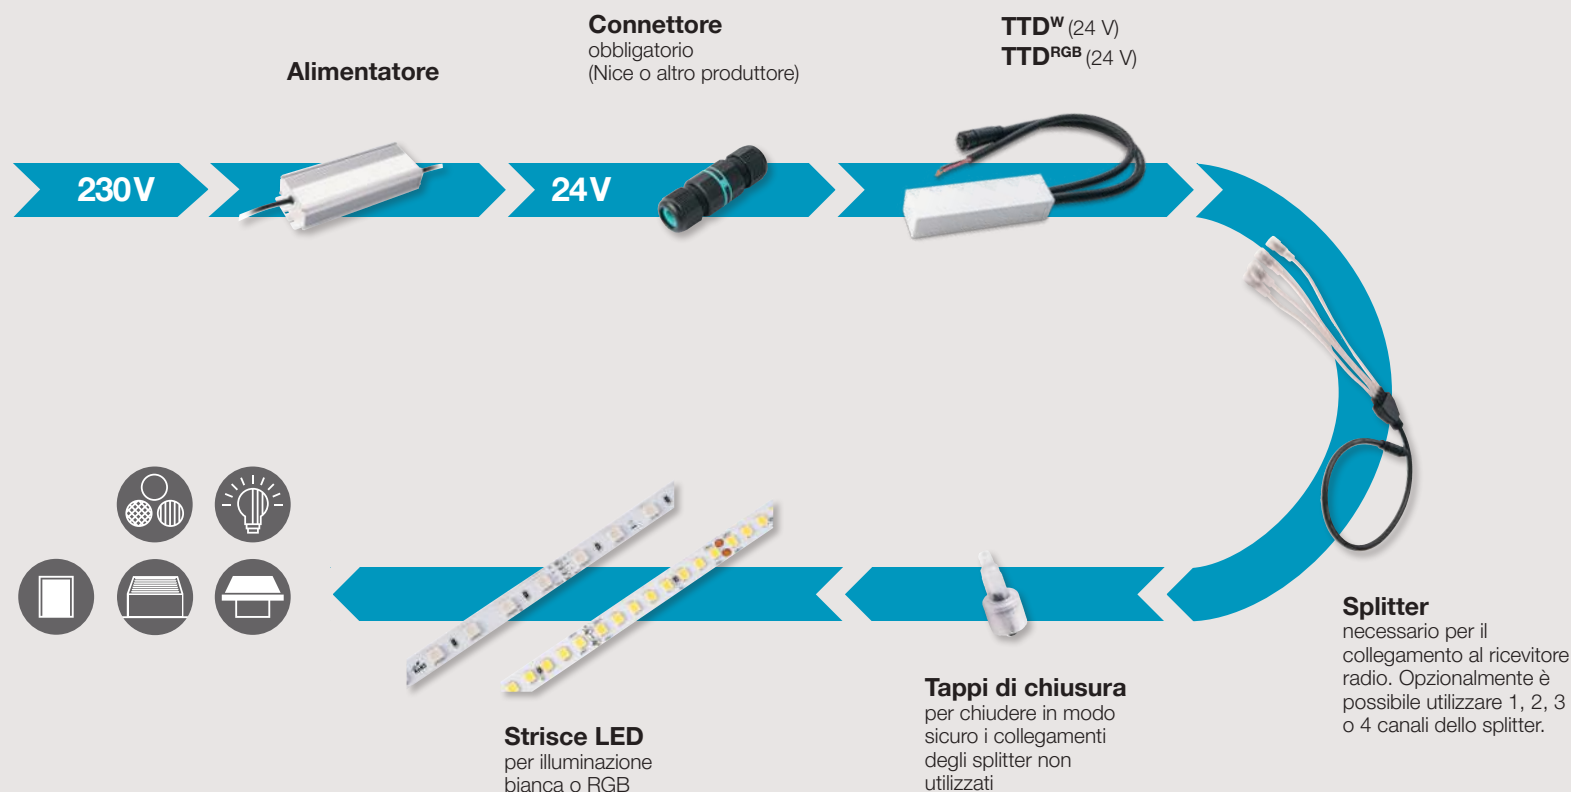 Connettore
obbligatorio
(Nice o altro produttore)
TTDW (24 V)
TTDRGB (24 V)
Alimentatore
230 V
24 V
Splitter
necessario per il
collegamento al ricevitore
radio. Opzionalmente è
possibile utilizzare 1, 2, 3
o 4 canali dello splitter.
Tappi di chiusura
per chiudere in modo
sicuro i collegamenti
degli splitter non
utilizzati
Strisce LED
per illuminazione
bianca o RGB